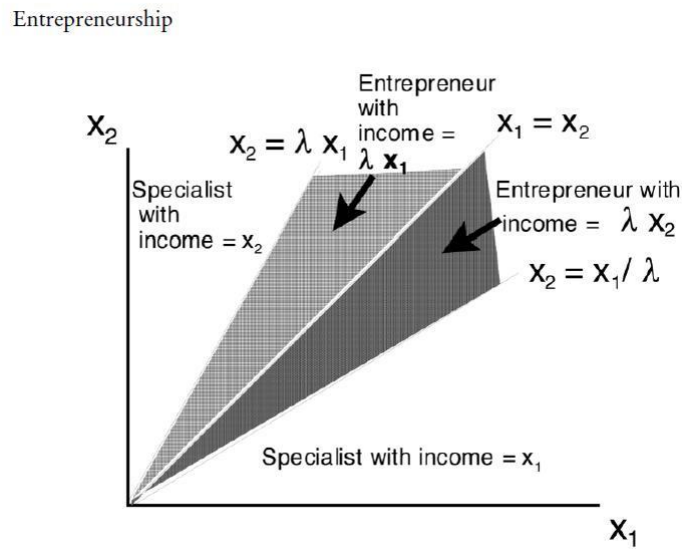 Entrepreneurship
Entrepreneur
with
income =
λ x₁
X₂
X₂ = λ X₁
X₁ = X₂
Specialist
with
income = x₂
Entrepreneur with
income = λ X₂
X₂ = X₁/ λ
Specialist with income = x₁
X₁